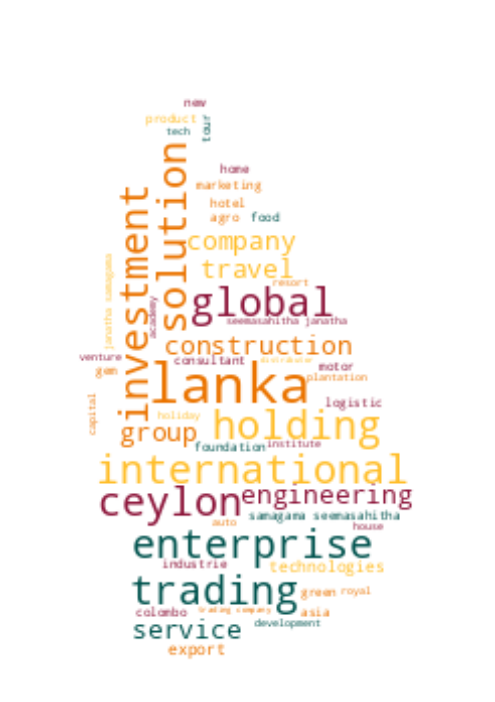 new
product
tech
tour
home
solution
marketing
investment
hotel
agro food
company
travel
janatha samagama
resort
global
academy
seemasahitha janatha
construction
venture
consultant
motor
gem
lanka
plantation
capital
logistic
holiday
holding
group
foundation
institute
international
ceylon
engineering
samagama seemasahitha
auto
house
enterprise
industrie
technologies
trading
green royal
colombo
trading company
asia
service
development
export